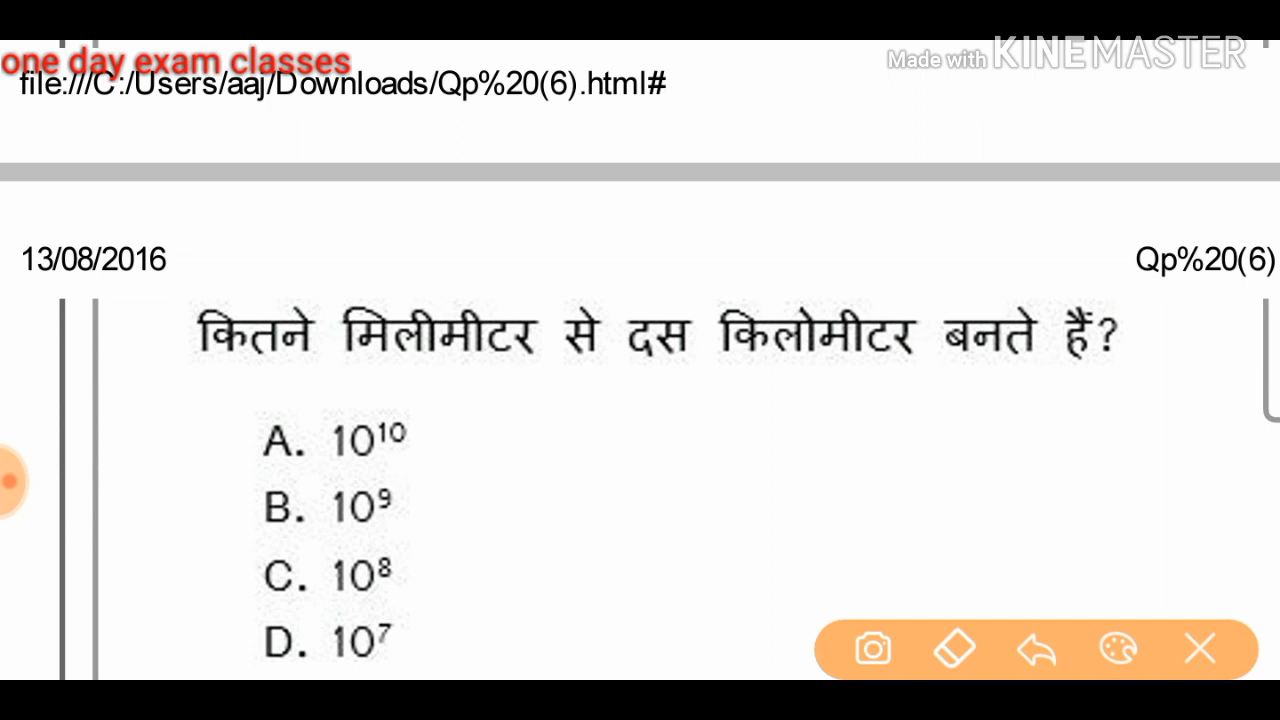 one day exam classes
Made with KINEMASTER
file:///C:/Users/aaj/Downloads/Qp%20(6).html#
13/08/2016 Qp%20(6)
कितने मिलीमीटर से दस किलोमीटर बनते हैं?
A. 10¹⁰
B. 10⁹
C. 10⁸
D. 10⁷